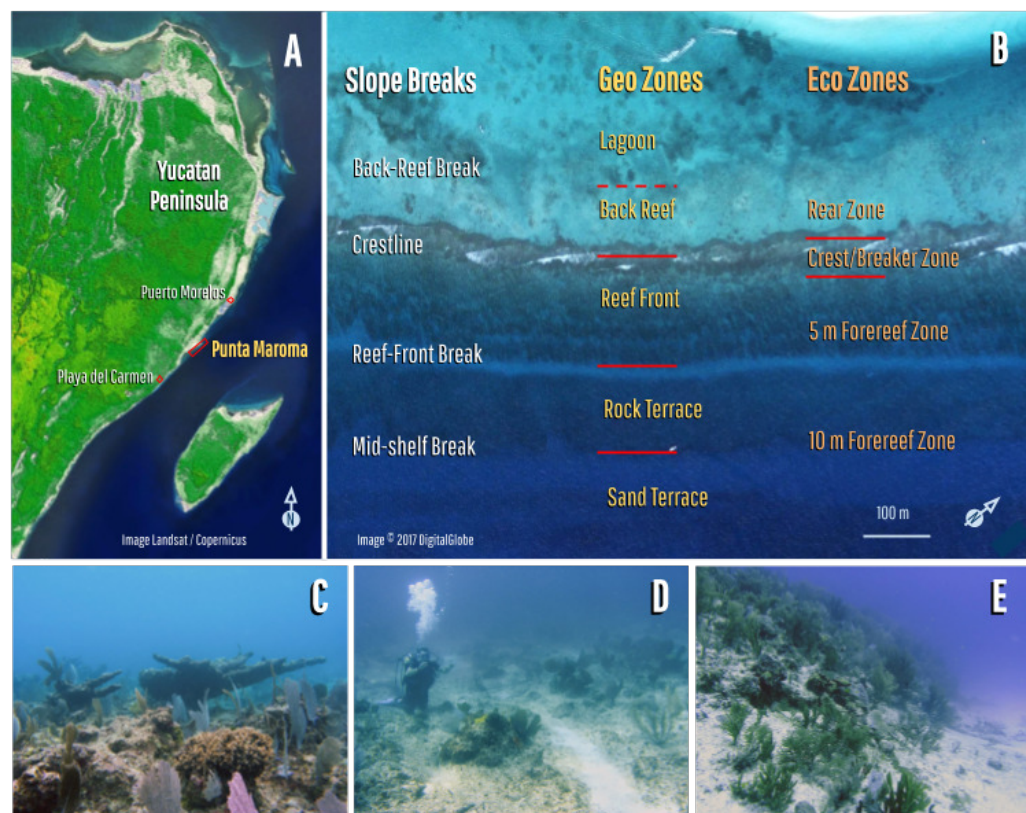 A
Yucatan
Peninsula
Puerto Morelos
Punta Maroma
Playa del Carmen
N
Image Landsat / Copernicus
B
Slope Breaks
Geo Zones
Eco Zones
Lagoon
Back-Reef Break
Back Reef
Rear Zone
Crestline
Crest/Breaker Zone
Reef Front
5 m Forereef Zone
Reef-Front Break
Rock Terrace
Mid-shelf Break
10 m Forereef Zone
Sand Terrace
100 m
N
Image © 2017 DigitalGlobe
C
D
E